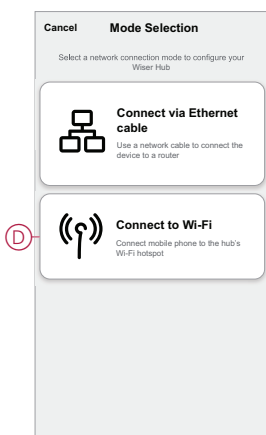 Cancel Mode Selection
Select a network connection mode to configure your
Wiser Hub
Connect via Ethernet
cable
Use a network cable to connect the
device to a router
D
Connect to Wi-Fi
Connect mobile phone to the hub's
Wi-Fi hotspot